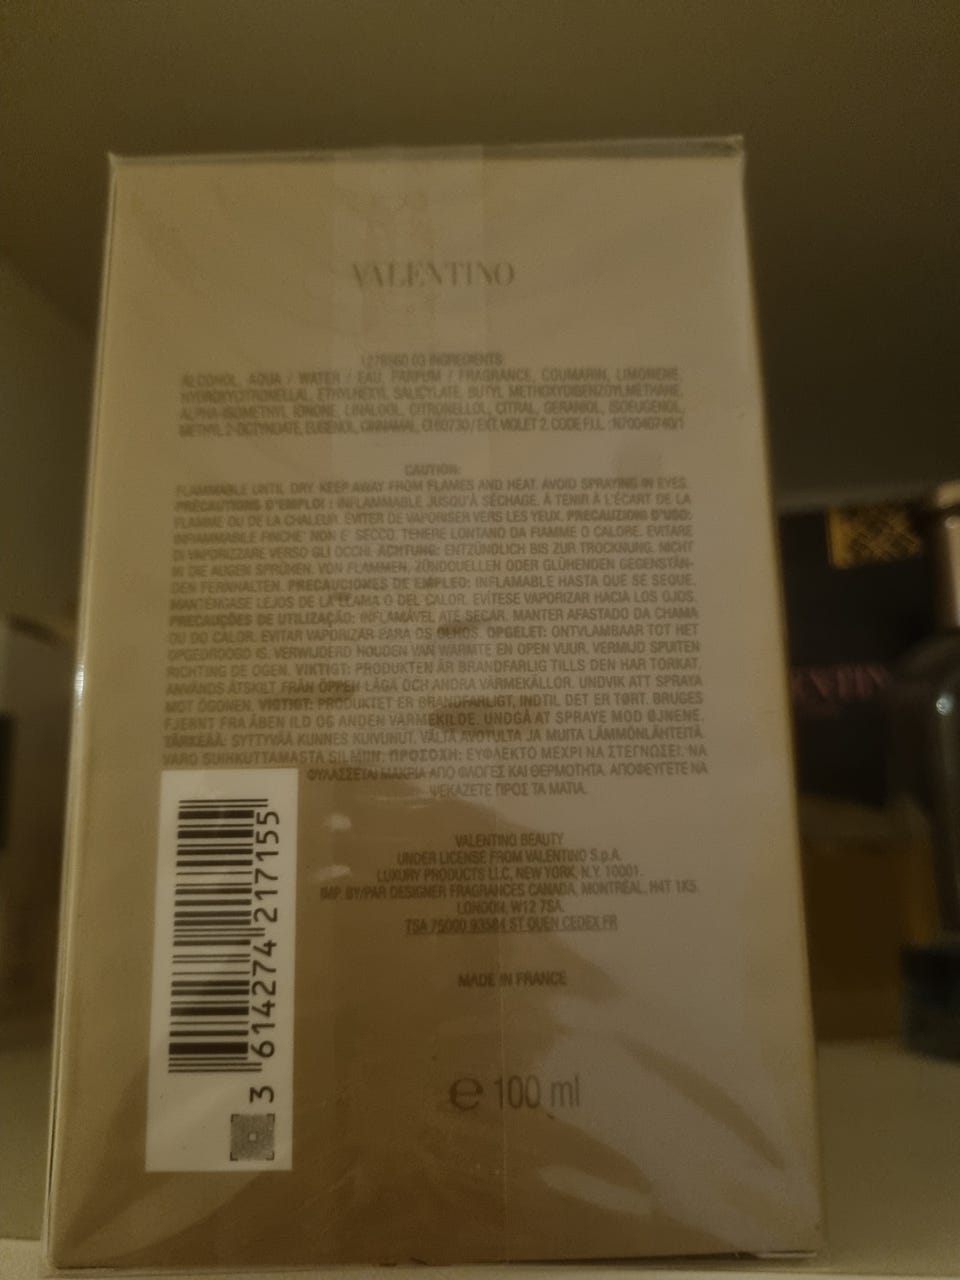 VALENTINO
INGREDIENTS:
ALCOHOL, AQUA / WATER / EAU, PARFUM / FRAGRANCE, COUMARIN, LIMONENE,
HYDROXYCITRONELLAL, ETHYLHEXYL SALICYLATE, BUTYL METHOXYDIBENZOYLMETHANE,
ALPHA-ISOMETHYL IONONE, LINALOOL, CITRONELLOL, CITRAL, GERANIOL, ISOEUGENOL,
METHYL 2-OCTYNOATE, EUGENOL, CINNAMAL, CI 60730 / EXT. VIOLET 2. CODE F.I.L. : N70040740/1
CAUTION:
FLAMMABLE UNTIL DRY. KEEP AWAY FROM FLAMES AND HEAT. AVOID SPRAYING IN EYES.
PRÉCAUTIONS D'EMPLOI : INFLAMMABLE JUSQU'À SÉCHAGE. À TENIR À L'ÉCART DE LA
FLAMME OU DE LA CHALEUR. ÉVITER DE VAPORISER VERS LES YEUX. PRECAUZIONI D'USO:
INFIAMMABILE FINCHE' NON E' SECCO. TENERE LONTANO DA FIAMME O CALORE. EVITARE
DI VAPORIZZARE VERSO GLI OCCHI. ACHTUNG: ENTZÜNDLICH BIS ZUR TROCKNUNG. NICHT
IN DIE AUGEN SPRÜHEN. VON FLAMMEN, ZÜNDQUELLEN ODER GLÜHENDEN GEGENSTÄN-
DEN FERNHALTEN. PRECAUCIONES DE EMPLEO: INFLAMABLE HASTA QUE SE SEQUE.
MANTÉNGASE LEJOS DE LA LLAMA O DEL CALOR. EVÍTESE VAPORIZAR HACIA LOS OJOS.
PRECAUÇÕES DE UTILIZAÇÃO: INFLAMÁVEL ATÉ SECAR. MANTER AFASTADO DA CHAMA
OU DO CALOR. EVITAR VAPORIZAR PARA OS OLHOS. OPGELET: ONTVLAMBAAR TOT HET
OPGEDROOGD IS. VERWIJDERD HOUDEN VAN WARMTE EN OPEN VUUR. VERMIJD SPUITEN
RICHTING DE OGEN. VIKTIGT: PRODUKTEN ÄR BRANDFARLIG TILLS DEN HAR TORKAT.
ANVÄNDS ÅTSKILT FRÅN ÖPPEN LÅGA OCH ANDRA VÄRMEKÄLLOR. UNDVIK ATT SPRAYA
MOT ÖGONEN. VIGTIGT: PRODUKTET ER BRANDFARLIGT, INDTIL DET ER TØRT. BRUGES
FJERNT FRA ÅBEN ILD OG ANDEN VARMEKILDE. UNDGÅ AT SPRAYE MOD ØJNENE.
TÄRKEÄÄ: SYTTYVÄÄ KUNNES KUIVUNUT. VÄLTÄ AVOTULTA JA MUITA LÄMMÖNLÄHTEITÄ.
VARO SUIHKUTTAMASTA SILMIIN. ΠΡΟΣΟΧΗ: ΕΥΦΛΕΚΤΟ ΜΕΧΡΙ ΝΑ ΣΤΕΓΝΩΣΕΙ. ΝΑ
ΦΥΛΑΣΣΕΤΑΙ ΜΑΚΡΙΑ ΑΠΟ ΦΛΟΓΕΣ ΚΑΙ ΘΕΡΜΟΤΗΤΑ. ΑΠΟΦΕΥΓΕΤΕ ΝΑ
ΨΕΚΑΖΕΤΕ ΠΡΟΣ ΤΑ ΜΑΤΙΑ.
VALENTINO BEAUTY
UNDER LICENSE FROM VALENTINO S.p.A.
LUXURY PRODUCTS LLC, NEW YORK, N.Y. 10001.
IMP. BY/PAR DESIGNER FRAGRANCES CANADA, MONTRÉAL, H4T 1K5.
LONDON, W12 7SA.
TSA 75000 93584 ST OUEN CEDEX FR
MADE IN FRANCE
℮ 100 ml
3 614274 217155